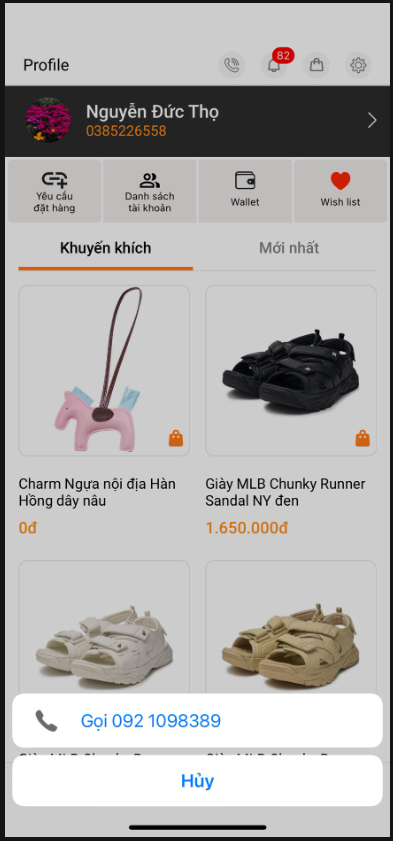 Profile
82
Nguyễn Đức Thọ
0385226558
Yêu cầu
đặt hàng
Danh sách
tài khoản
Wallet
Wish list
Khuyến khích
Mới nhất
Charm Ngựa nội địa Hàn
Hồng dây nâu
0đ
Giày MLB Chunky Runner
Sandal NY đen
1.650.000đ
Gọi 092 1098389
Hủy